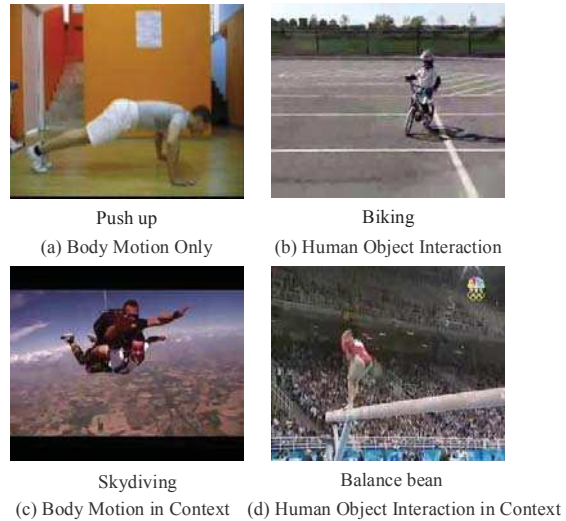 Push up
Biking
(a) Body Motion Only
(b) Human Object Interaction
Skydiving
Balance bean
(c) Body Motion in Context
(d) Human Object Interaction in Context